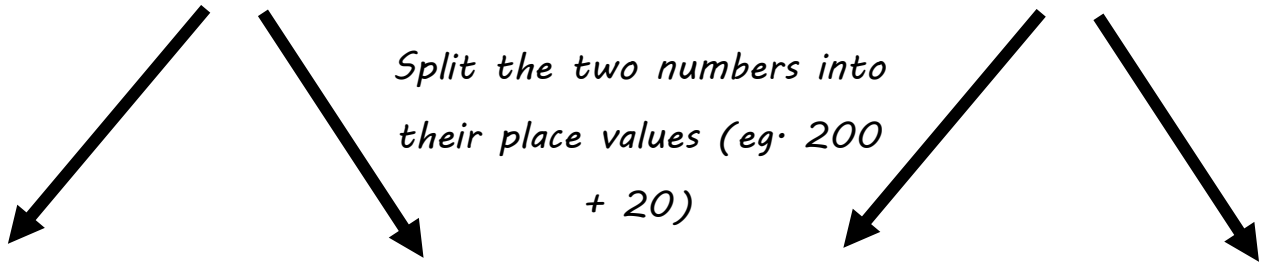 Split the two numbers into
their place values (eg. 200
+ 20)